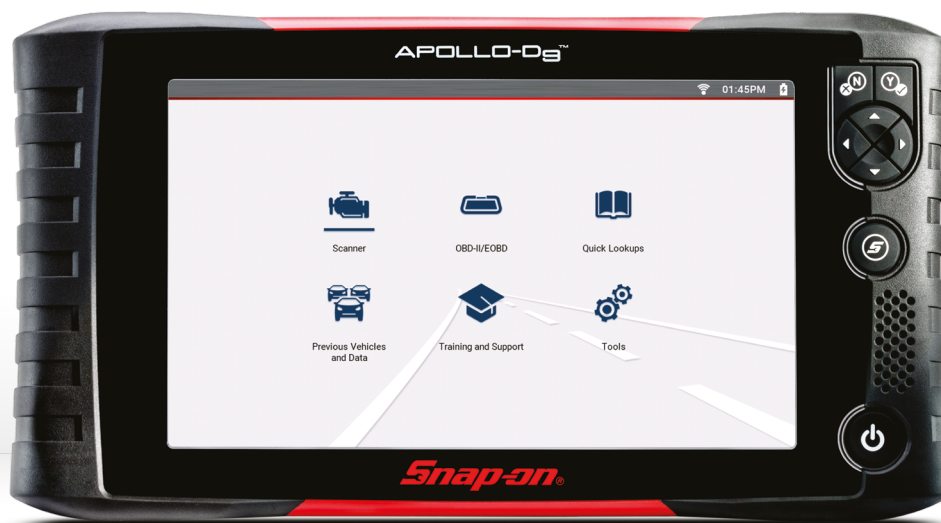 APOLLO-D9™
01:45PM
N
Y
Scanner
OBD-II/EOBD
Quick Lookups
S
Previous Vehicles
and Data
Training and Support
Tools
Snap-on®